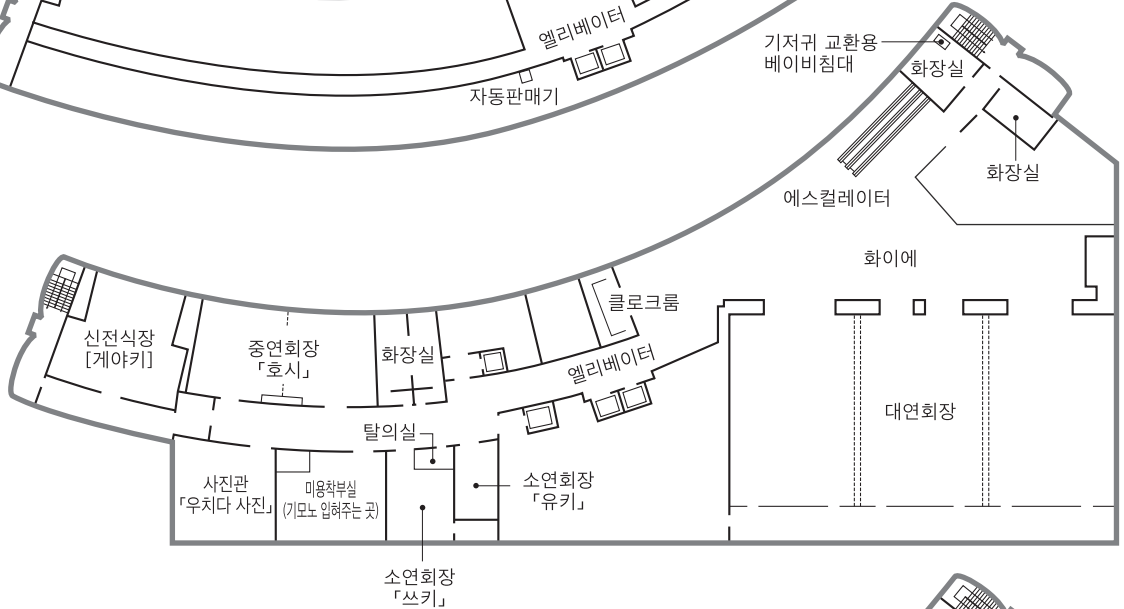 엘리베이터
자동판매기
기저귀 교환용
베이비침대
화장실
화장실
에스컬레이터
화이에
클로크룸
신전식장
[게야키]
중연회장
「호시」
화장실
엘리베이터
대연회장
탈의실
사진관
「우치다 사진」
미용착부실
(기모노 입혀주는 곳)
소연회장
「유키」
소연회장
「쓰키」